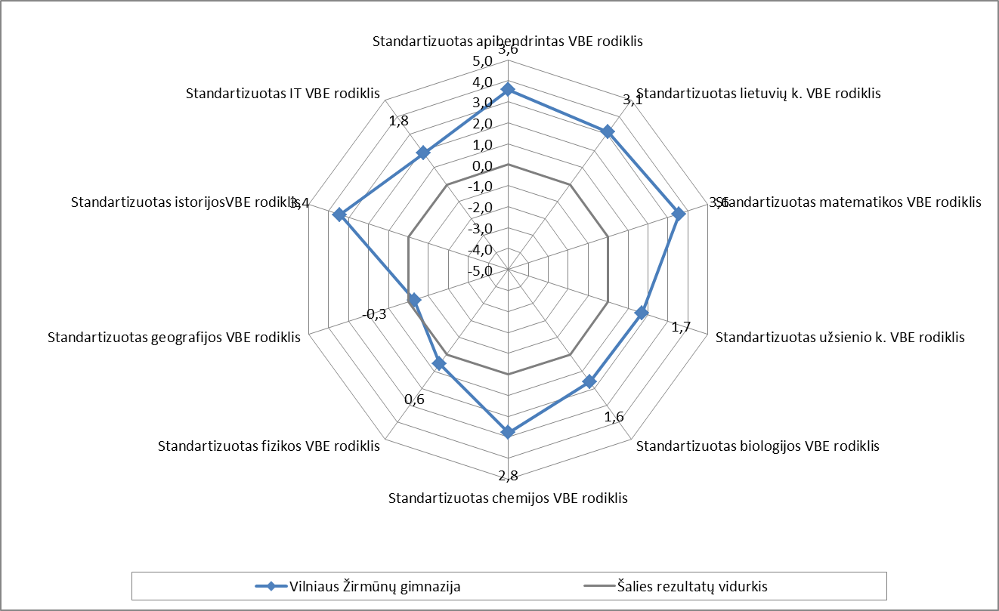 Standartizuotas apibendrintas VBE rodiklis
3,6
5,0
4,0
3,0
2,0
1,0
0,0
-1,0
-2,0
-3,0
-4,0
-5,0
Standartizuotas IT VBE rodiklis
1,8
3,1
Standartizuotas lietuvių k. VBE rodiklis
Standartizuotas istorijosVBE rodiklis
3,4
3,6
Standartizuotas matematikos VBE rodiklis
Standartizuotas geografijos VBE rodiklis
-0,3
1,7
Standartizuotas užsienio k. VBE rodiklis
Standartizuotas fizikos VBE rodiklis
0,6
1,6
Standartizuotas biologijos VBE rodiklis
2,8
Standartizuotas chemijos VBE rodiklis
Vilniaus Žirmūnų gimnazija
Šalies rezultatų vidurkis